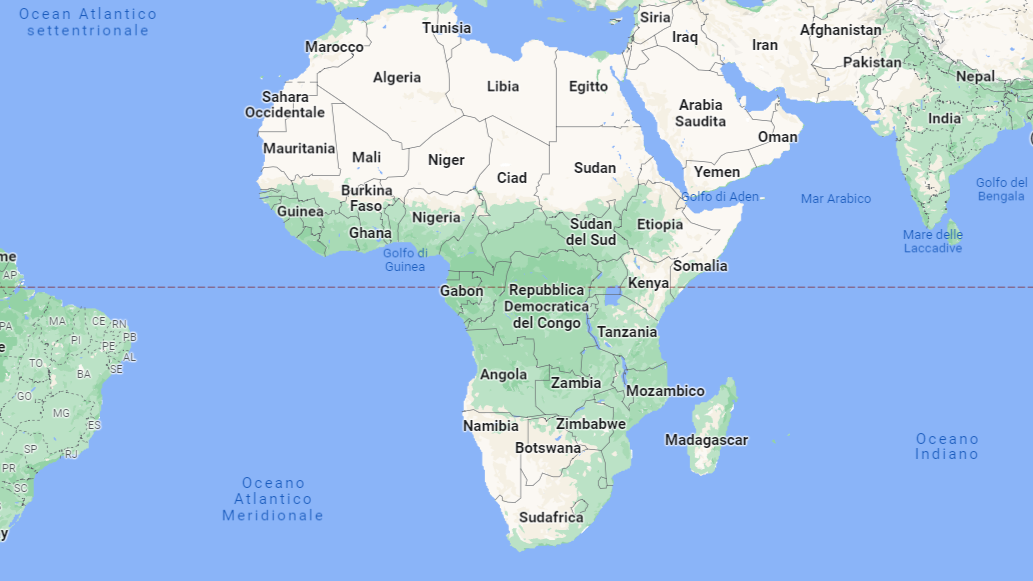 Ocean Atlantico
settentrionale
Tunisia
Marocco
Algeria
Libia
Egitto
Siria
Iraq
Iran
Afghanistan
Pakistan
Nepal
India
Arabia
Saudita
Oman
Yemen
Golfo di Aden
Mar Arabico
Golfo del
Bengala
Mare delle
Laccadive
Sahara
Occidentale
Mauritania
Mali
Niger
Ciad
Sudan
Burkina
Faso
Guinea
Ghana
Nigeria
Sudan
del Sud
Etiopia
Somalia
Golfo di
Guinea
Gabon
Repubblica
Democratica
del Congo
Kenya
Tanzania
Angola
Zambia
Mozambico
Namibia
Zimbabwe
Botswana
Madagascar
Sudafrica
me
AP
PA
e
MA
CE
RN
PB
PI
PE
AL
TO
SE
BA
GO
MG
ES
SP
RJ
PR
SC
y
Oceano
Atlantico
Meridionale
Oceano
Indiano